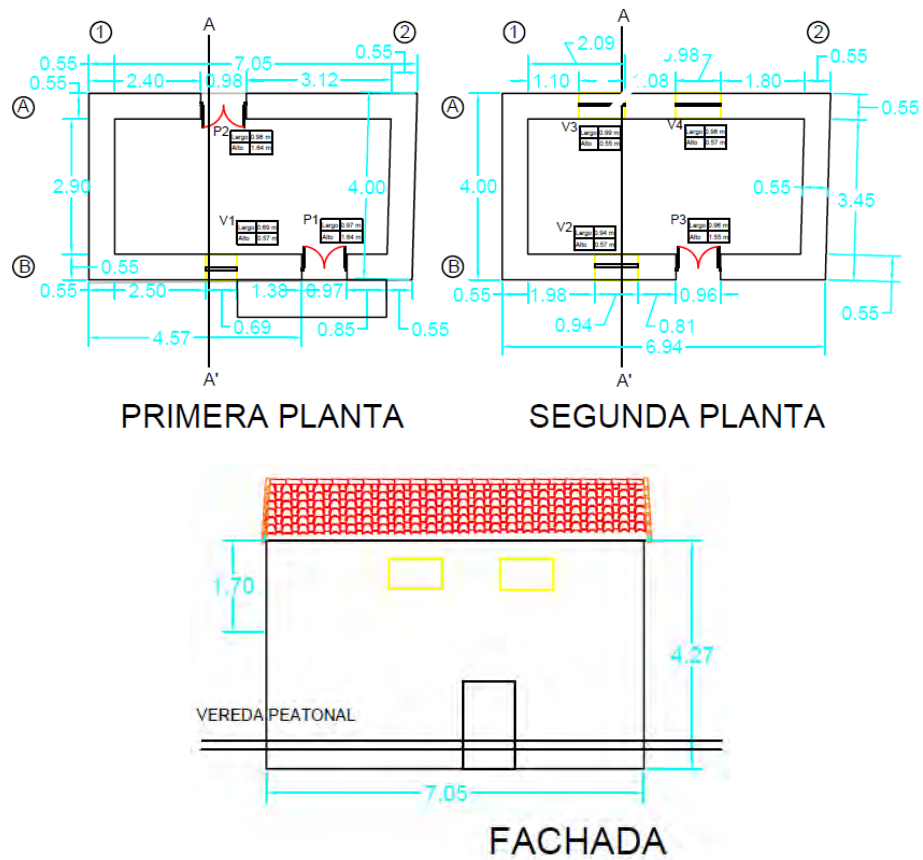 A
1
7.05
2
0.55
0.55
2.40
0.98
3.12
0.55
A
P2
Largo 0.98 m
Alto 1.64 m
2.90
4.00
V1
Largo 0.69 m
Alto 0.57 m
P1
Largo 0.97 m
Alto 1.64 m
B
0.55
0.55
2.50
1.38
0.97
0.69
0.85
0.55
4.57
A'
PRIMERA PLANTA
A
1
2.09
0.98
2
0.55
0.55
1.10
1.08
1.80
A
0.55
V3
Largo 0.99 m
Alto 0.55 m
V4
Largo 0.98 m
Alto 0.57 m
4.00
0.55
3.45
V2
Largo 0.94 m
Alto 0.57 m
P3
Largo 0.96 m
Alto 1.55 m
B
0.55
1.98
0.96
0.94
0.81
0.55
6.94
A'
SEGUNDA PLANTA
1,70
4.27
VEREDA PEATONAL
7,05
FACHADA